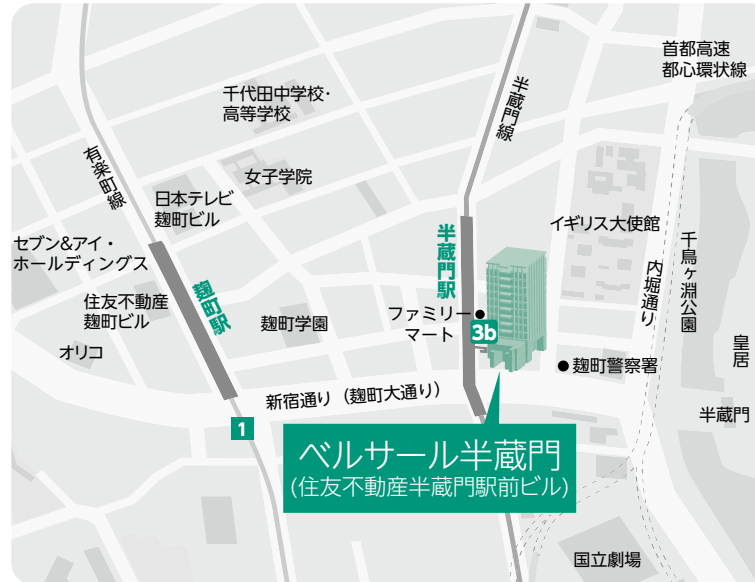 首都高速
都心環状線
半蔵門線
千代田中学校・
高等学校
有楽町線
女子学院
日本テレビ
麹町ビル
イギリス大使館
セブン&アイ・
ホールディングス
半蔵門駅
千鳥ヶ淵公園
内堀通り
麹町駅
住友不動産
麹町ビル
麹町学園
ファミリー
マート
3b
皇居
オリコ
麹町警察署
新宿通り（麹町大通り）
半蔵門
1
ベルサール半蔵門
(住友不動産半蔵門駅前ビル)
国立劇場